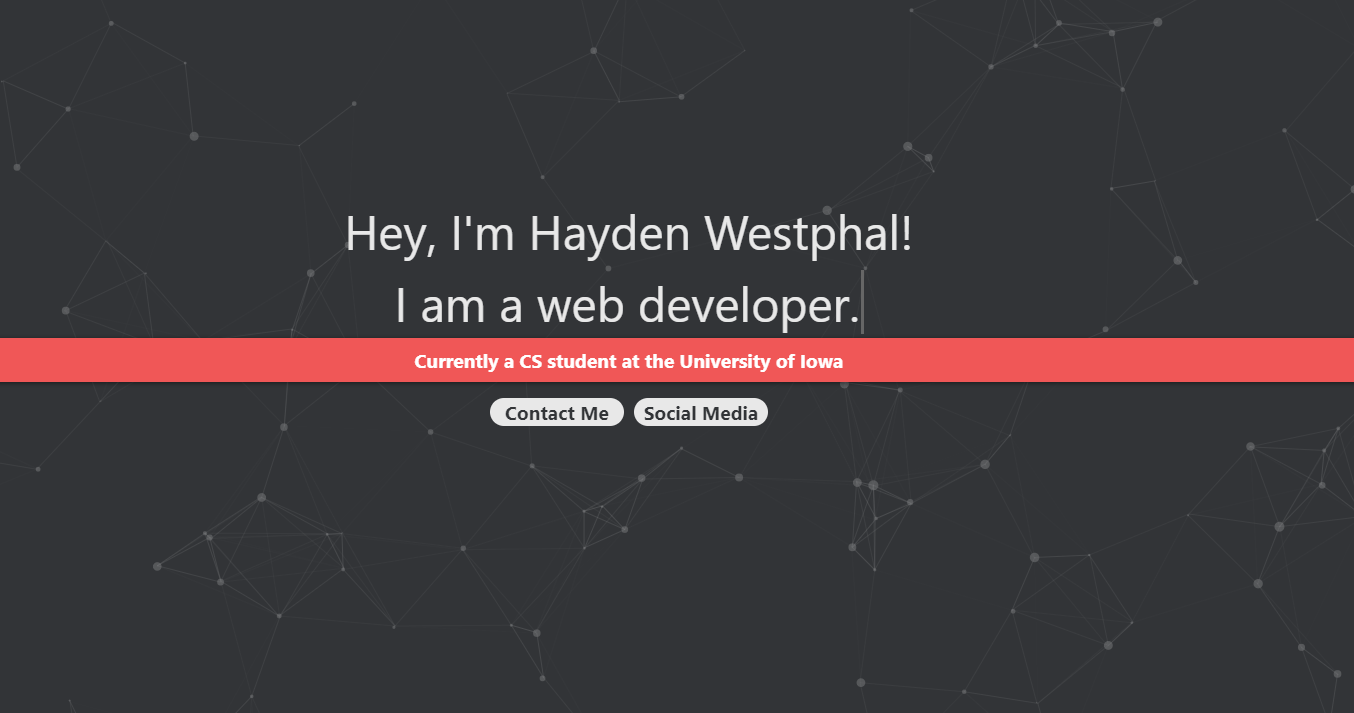 Hey, I'm Hayden Westphal!
I am a web developer.
Currently a CS student at the University of Iowa
Contact Me Social Media